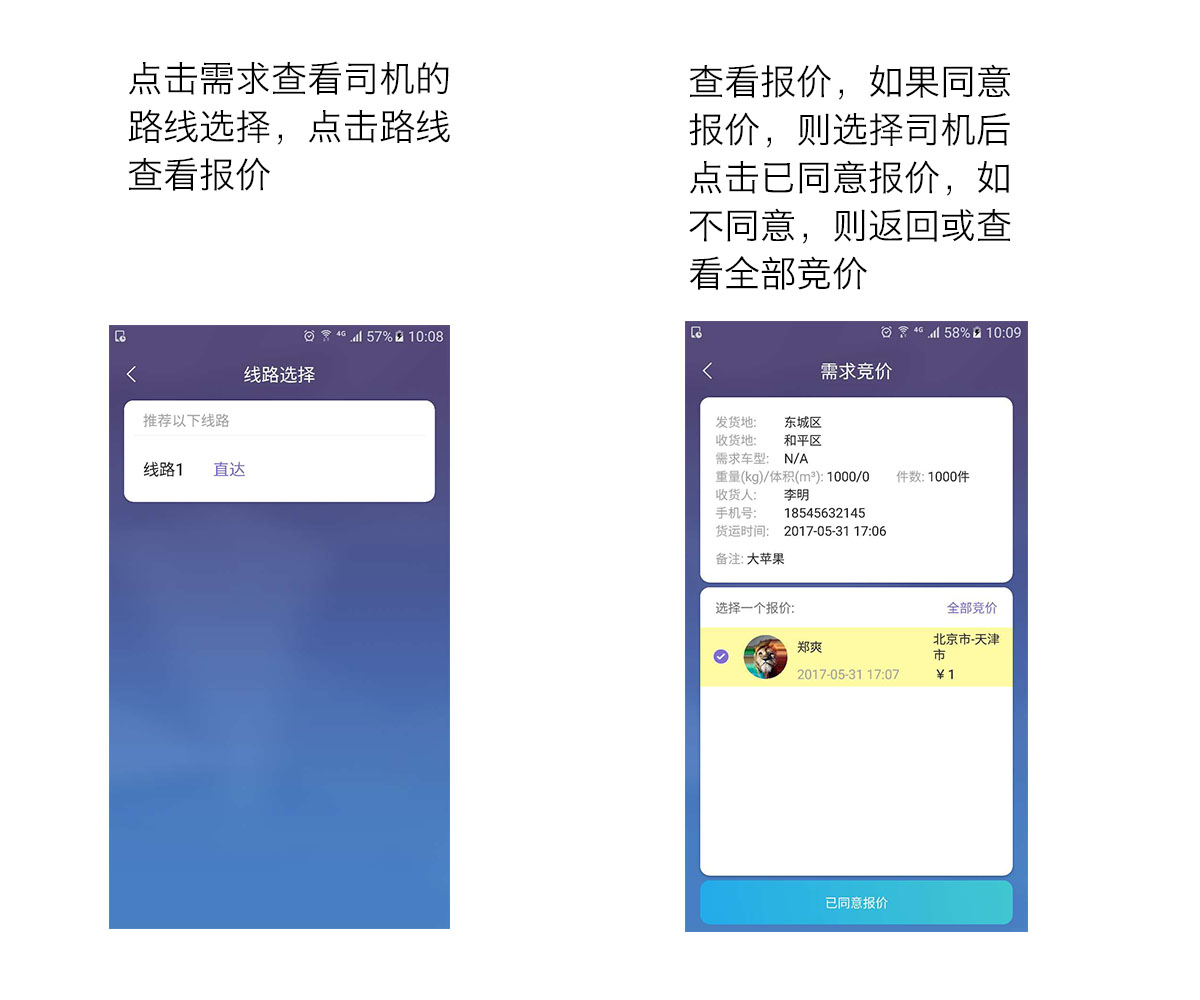 点击需求查看司机的
路线选择，点击路线
查看报价
4G 57% 10:08
线路选择
推荐以下线路
线路1 直达
查看报价，如果同意
报价，则选择司机后
点击已同意报价，如
不同意，则返回或查
看全部竞价
4G 58% 10:09
需求竞价
发货地: 东城区
收货地: 和平区
需求车型: N/A
重量(kg)/体积(m³): 1000/0 件数: 1000件
收货人: 李明
手机号: 18545632145
货运时间: 2017-05-31 17:06
备注: 大苹果
选择一个报价: 全部竞价
郑爽 北京市-天津
市
2017-05-31 17:07 ¥ 1
已同意报价